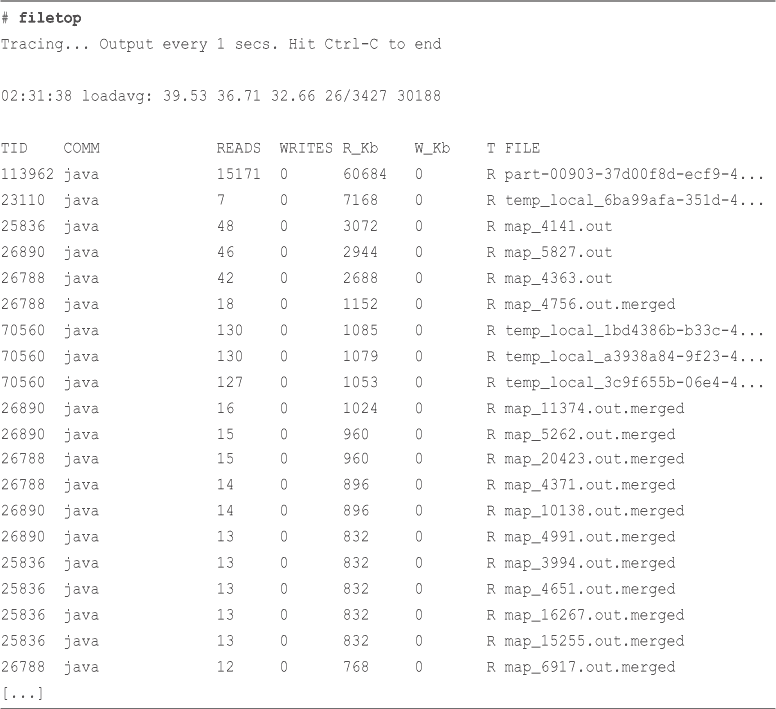 # filetop
Tracing... Output every 1 secs. Hit Ctrl-C to end
02:31:38 loadavg: 39.53 36.71 32.66 26/3427 30188
TID    COMM             READS  WRITES R_Kb    W_Kb    T FILE
113962 java             15171  0      60684   0       R part-00903-37d00f8d-ecf9-4...
23110  java             7      0      7168    0       R temp_local_6ba99afa-351d-4...
25836  java             48     0      3072    0       R map_4141.out
26890  java             46     0      2944    0       R map_5827.out
26788  java             42     0      2688    0       R map_4363.out
26788  java             18     0      1152    0       R map_4756.out.merged
70560  java             130    0      1085    0       R temp_local_1bd4386b-b33c-4...
70560  java             130    0      1079    0       R temp_local_a3938a84-9f23-4...
70560  java             127    0      1053    0       R temp_local_3c9f655b-06e4-4...
26890  java             16     0      1024    0       R map_11374.out.merged
26890  java             15     0      960     0       R map_5262.out.merged
26788  java             15     0      960     0       R map_20423.out.merged
26788  java             14     0      896     0       R map_4371.out.merged
26890  java             14     0      896     0       R map_10138.out.merged
26890  java             13     0      832     0       R map_4991.out.merged
25836  java             13     0      832     0       R map_3994.out.merged
25836  java             13     0      832     0       R map_4651.out.merged
25836  java             13     0      832     0       R map_16267.out.merged
25836  java             13     0      832     0       R map_15255.out.merged
26788  java             12     0      768     0       R map_6917.out.merged
[...]